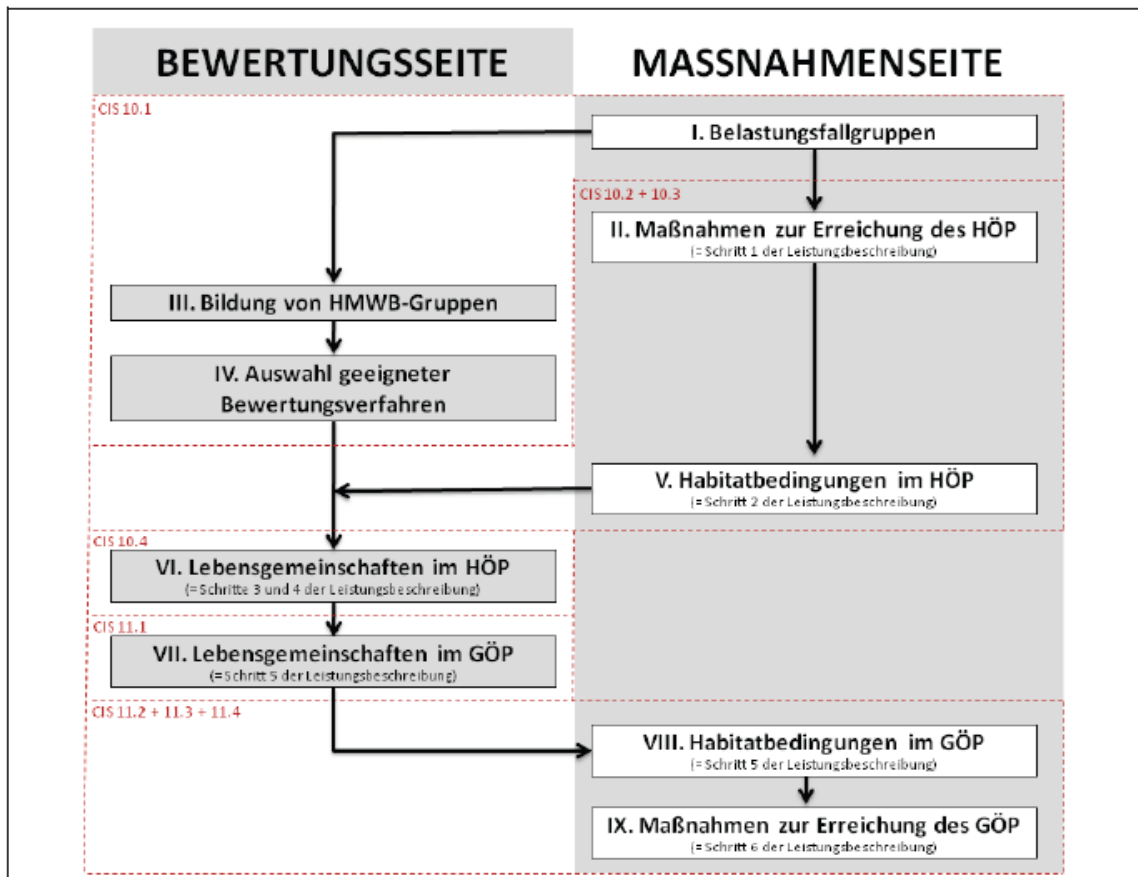 BEWERTUNGSSEITE
MASSNAHMENSEITE
CIS 10.1
I. Belastungsfallgruppen
CIS 10.2 + 10.3
II. Maßnahmen zur Erreichung des HÖP
(= Schritt 1 der Leistungsbeschreibung)
III. Bildung von HMWB-Gruppen
IV. Auswahl geeigneter
Bewertungsverfahren
V. Habitatbedingungen im HÖP
(= Schritt 2 der Leistungsbeschreibung)
CIS 10.4
VI. Lebensgemeinschaften im HÖP
(= Schritte 3 und 4 der Leistungsbeschreibung)
CIS 11.1
VII. Lebensgemeinschaften im GÖP
(= Schritt 5 der Leistungsbeschreibung)
CIS 11.2 + 11.3 + 11.4
VIII. Habitatbedingungen im GÖP
(= Schritt 5 der Leistungsbeschreibung)
IX. Maßnahmen zur Erreichung des GÖP
(= Schritt 6 der Leistungsbeschreibung)